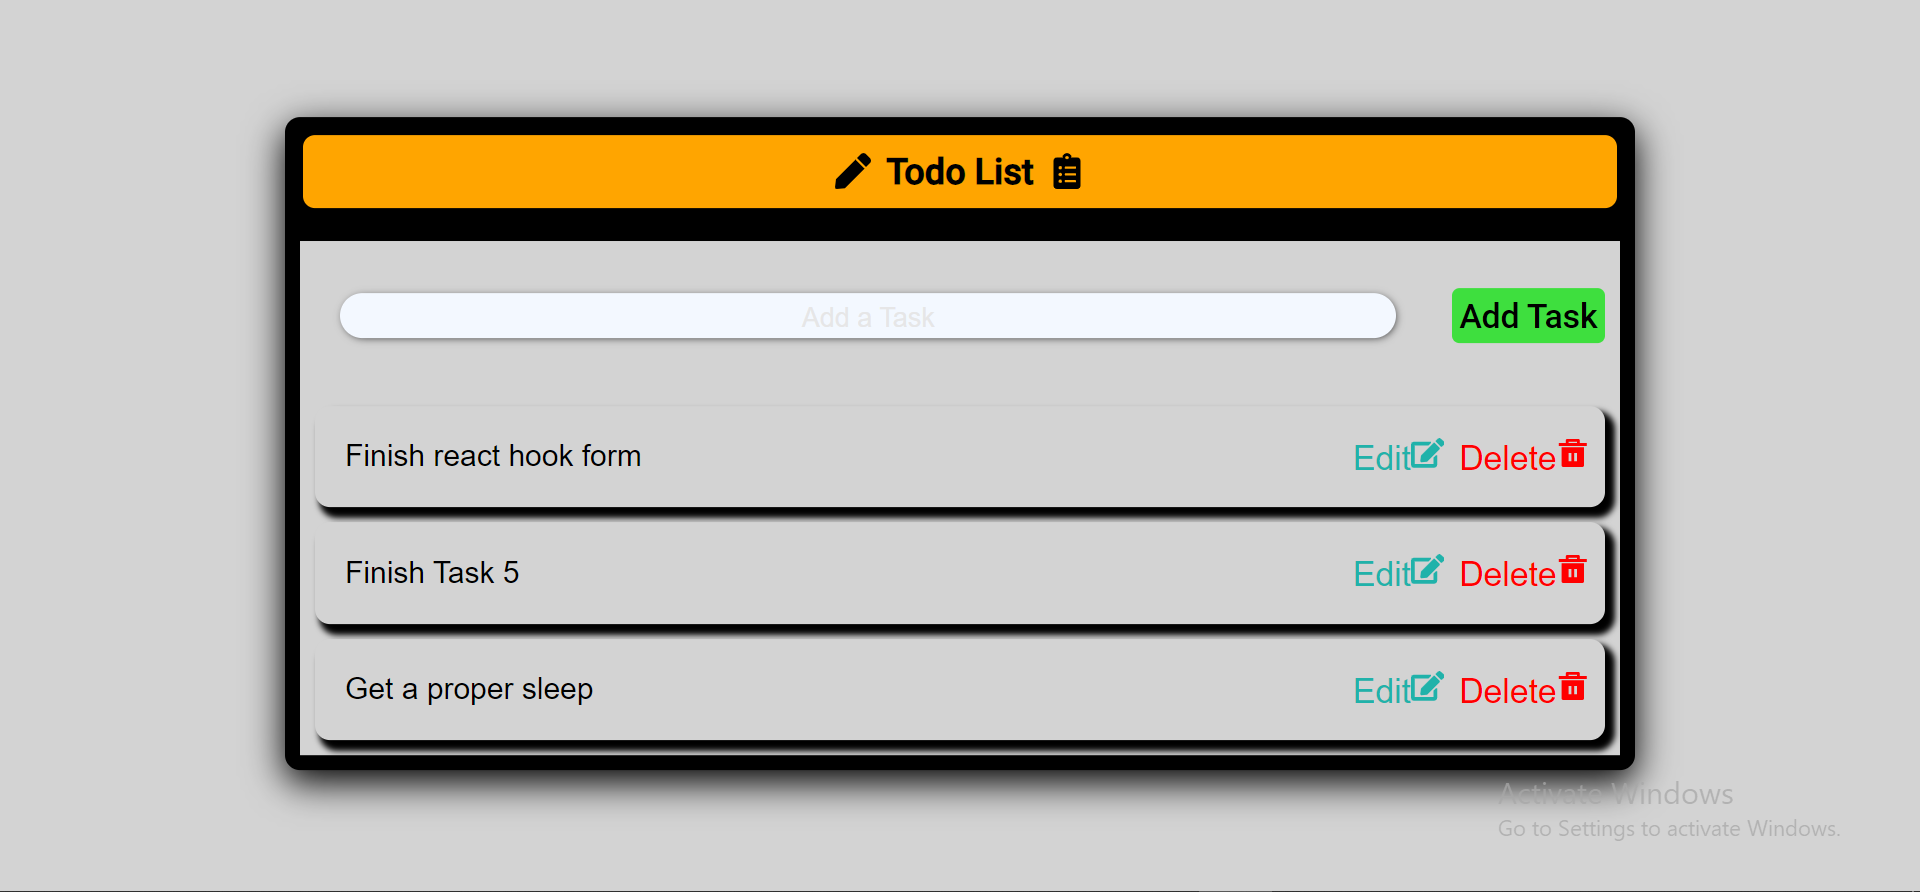 Todo List
Add a Task
Add Task
Finish react hook form
Edit Delete
Finish Task 5
Edit Delete
Get a proper sleep
Edit Delete
Activate Windows
Go to Settings to activate Windows.